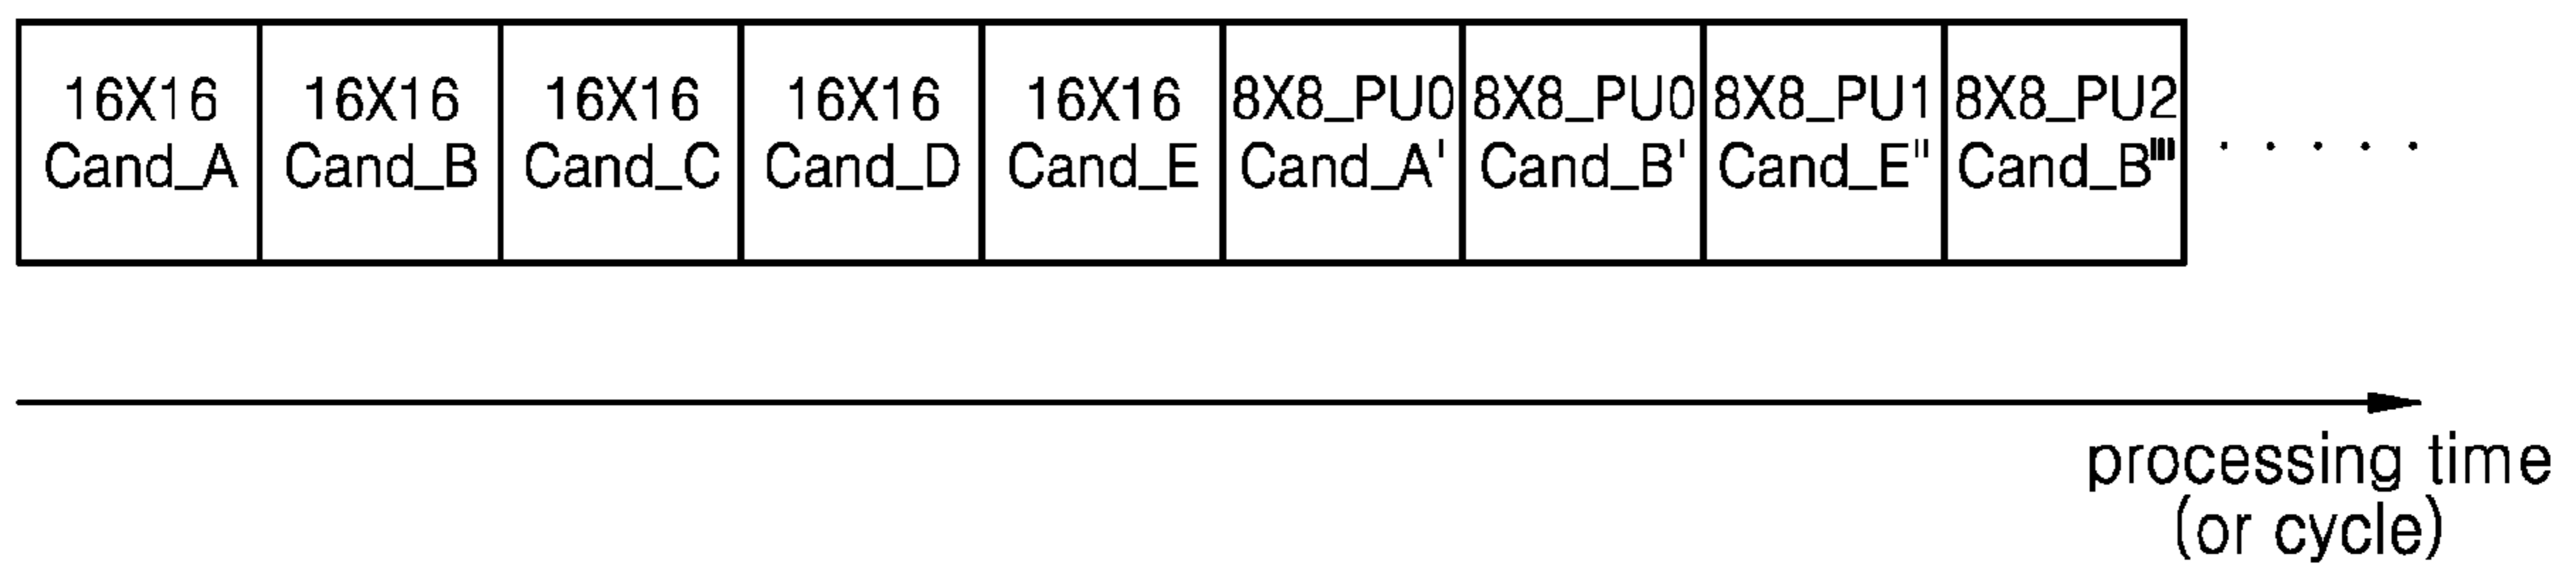 16X16
Cand_A
16X16
Cand_B
16X16
Cand_C
16X16
Cand_D
16X16
Cand_E
8X8_PU0
Cand_A'
8X8_PU0
Cand_B'
8X8_PU1
Cand_E"
8X8_PU2
Cand_B'''
. . . . .
processing time
(or cycle)